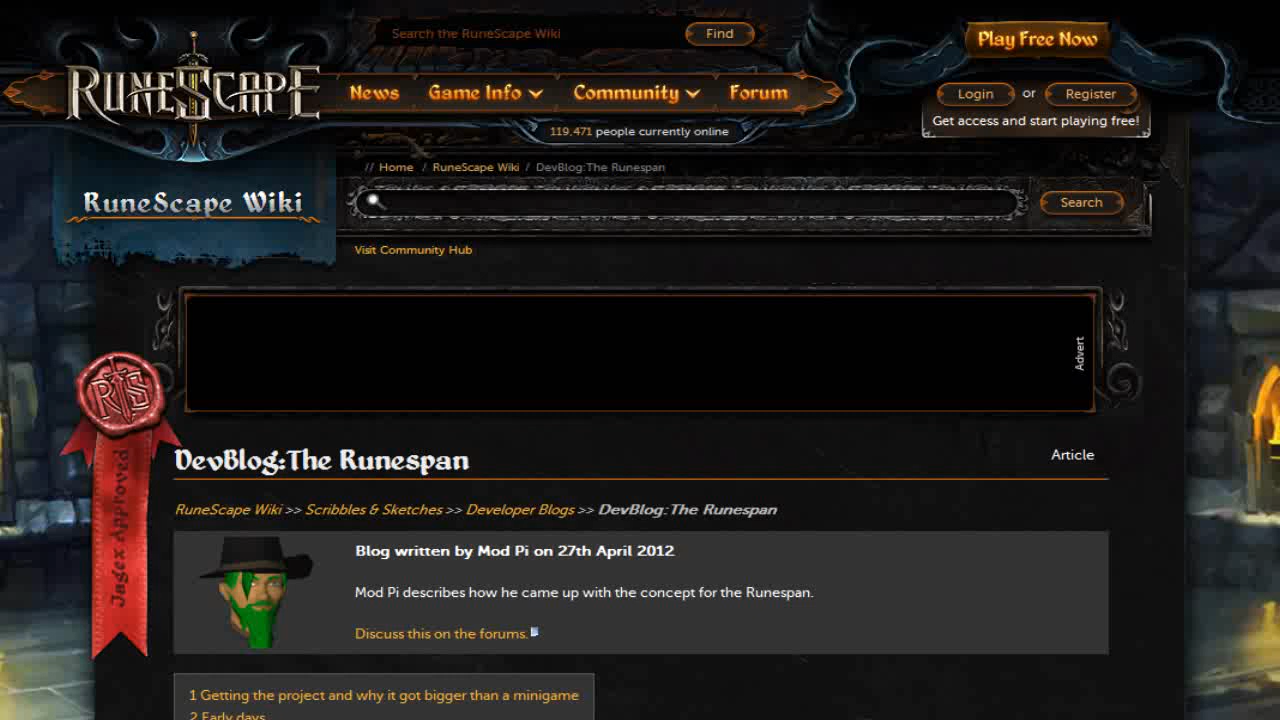 Search the RuneScape Wiki
Find
Play Free Now
RUNESCAPE
News
Game Info
Community
Forum
Login or Register
Get access and start playing free!
119,471 people currently online
// Home / RuneScape Wiki / DevBlog:The Runespan
RuneScape Wiki
Search
Visit Community Hub
Advert
RS
Jagex Approved
DevBlog:The Runespan
Article
RuneScape Wiki >> Scribbles & Sketches >> Developer Blogs >> DevBlog:The Runespan
Blog written by Mod Pi on 27th April 2012
Mod Pi describes how he came up with the concept for the Runespan.
Discuss this on the forums.
1 Getting the project and why it got bigger than a minigame
2 Early days